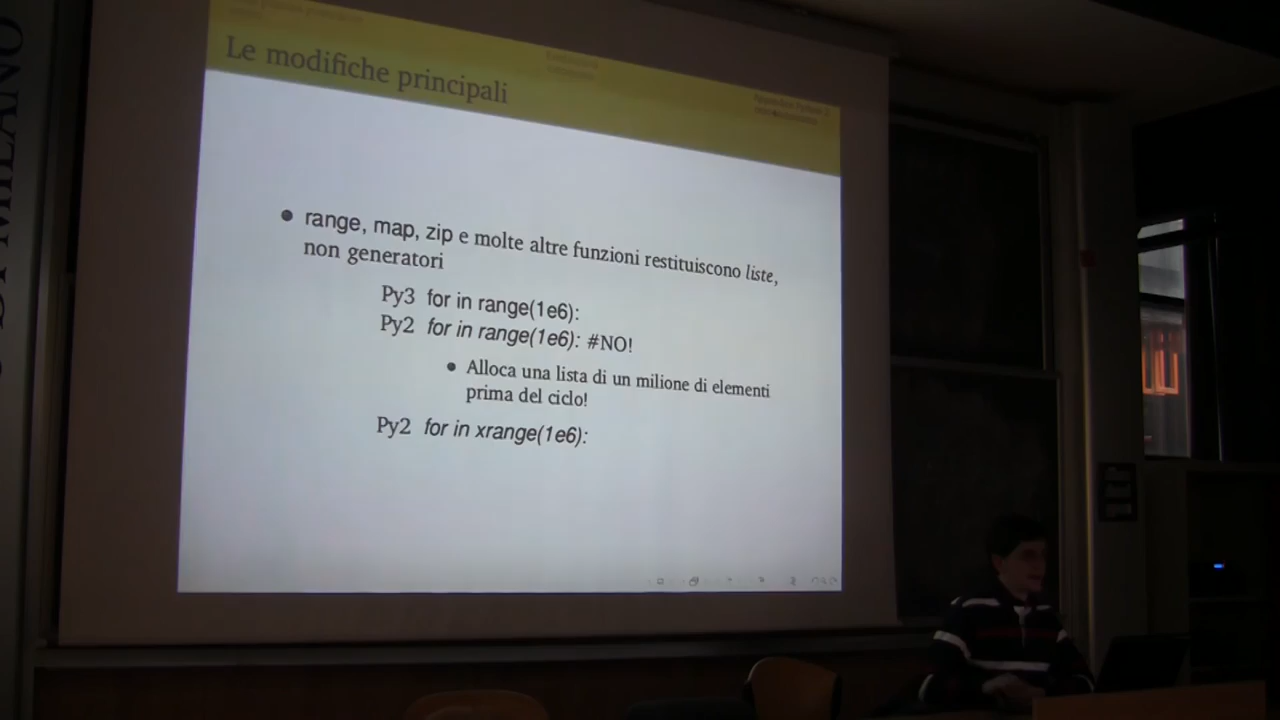 Le modifiche principali
range, map, zip e molte altre funzioni restituiscono liste,
non generatori
Py3 for in range(1e6):
Py2 for in range(1e6): #NO!
Alloca una lista di un milione di elementi
prima del ciclo!
Py2 for in xrange(1e6):
MILANO